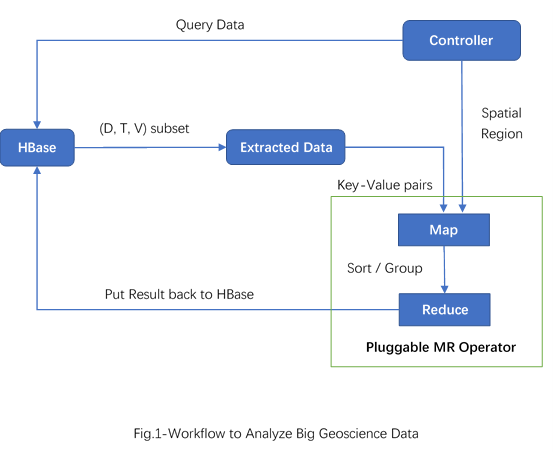 Query Data
Controller
Spatial
Region
(D, T, V) subset
HBase
Extracted Data
Key-Value pairs
Map
Sort / Group
Put Result back to HBase
Reduce
Pluggable MR Operator
Fig.1-Workflow to Analyze Big Geoscience Data